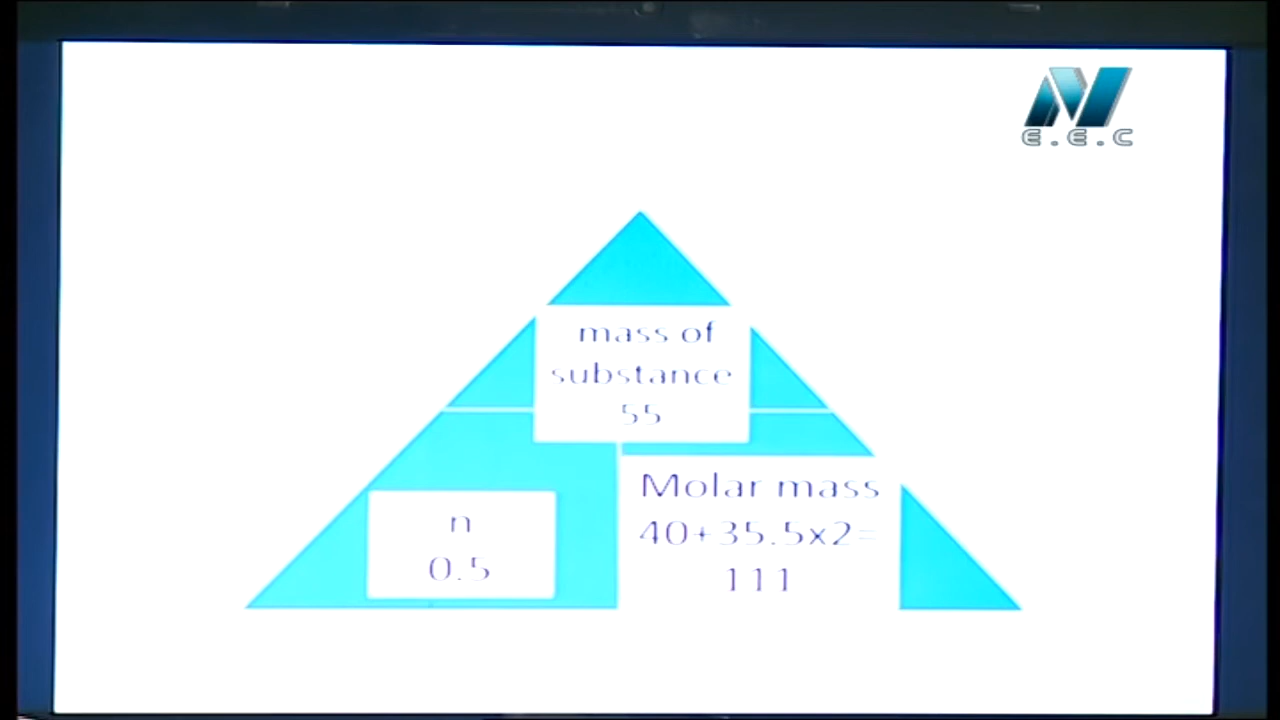 E.E.C
mass of
substance
55
n
0.5
Molar mass
40+35.5x2=
111